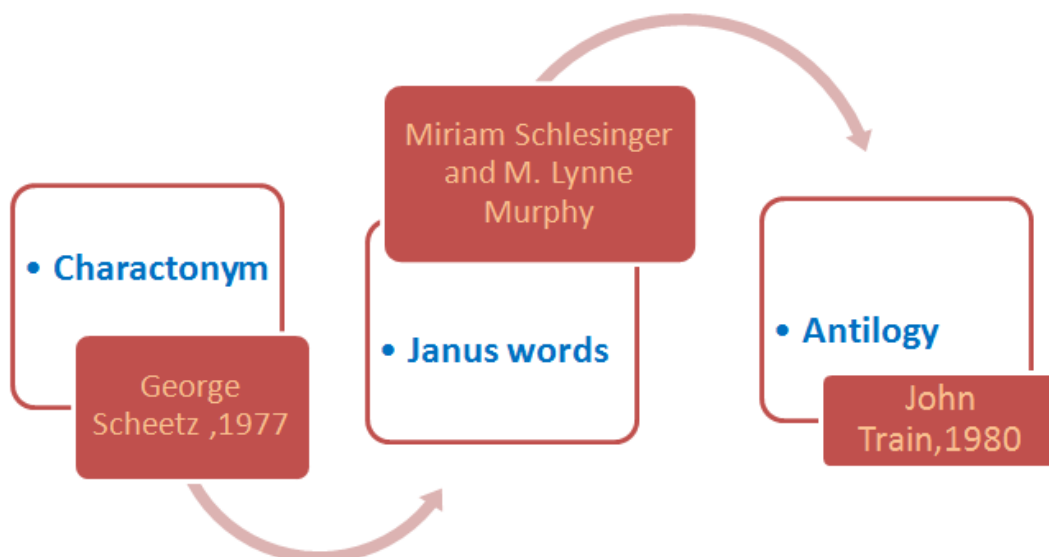 • Charactonym
George
Scheetz ,1977
Miriam Schlesinger
and M. Lynne
Murphy
• Janus words
• Antilogy
John
Train,1980